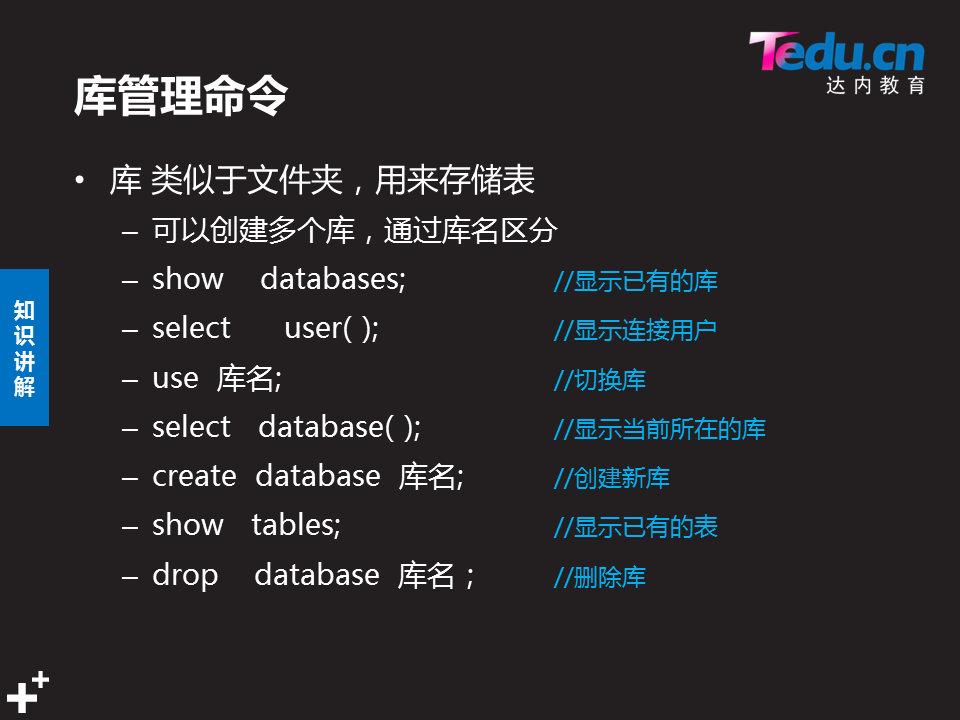 Tedu.cn
达内教育
库管理命令
• 库 类似于文件夹，用来存储表
– 可以创建多个库，通过库名区分
– show databases; //显示已有的库
– select user( ); //显示连接用户
– use 库名; //切换库
– select database( ); //显示当前所在的库
– create database 库名; //创建新库
– show tables; //显示已有的表
– drop database 库名； //删除库
知识讲解